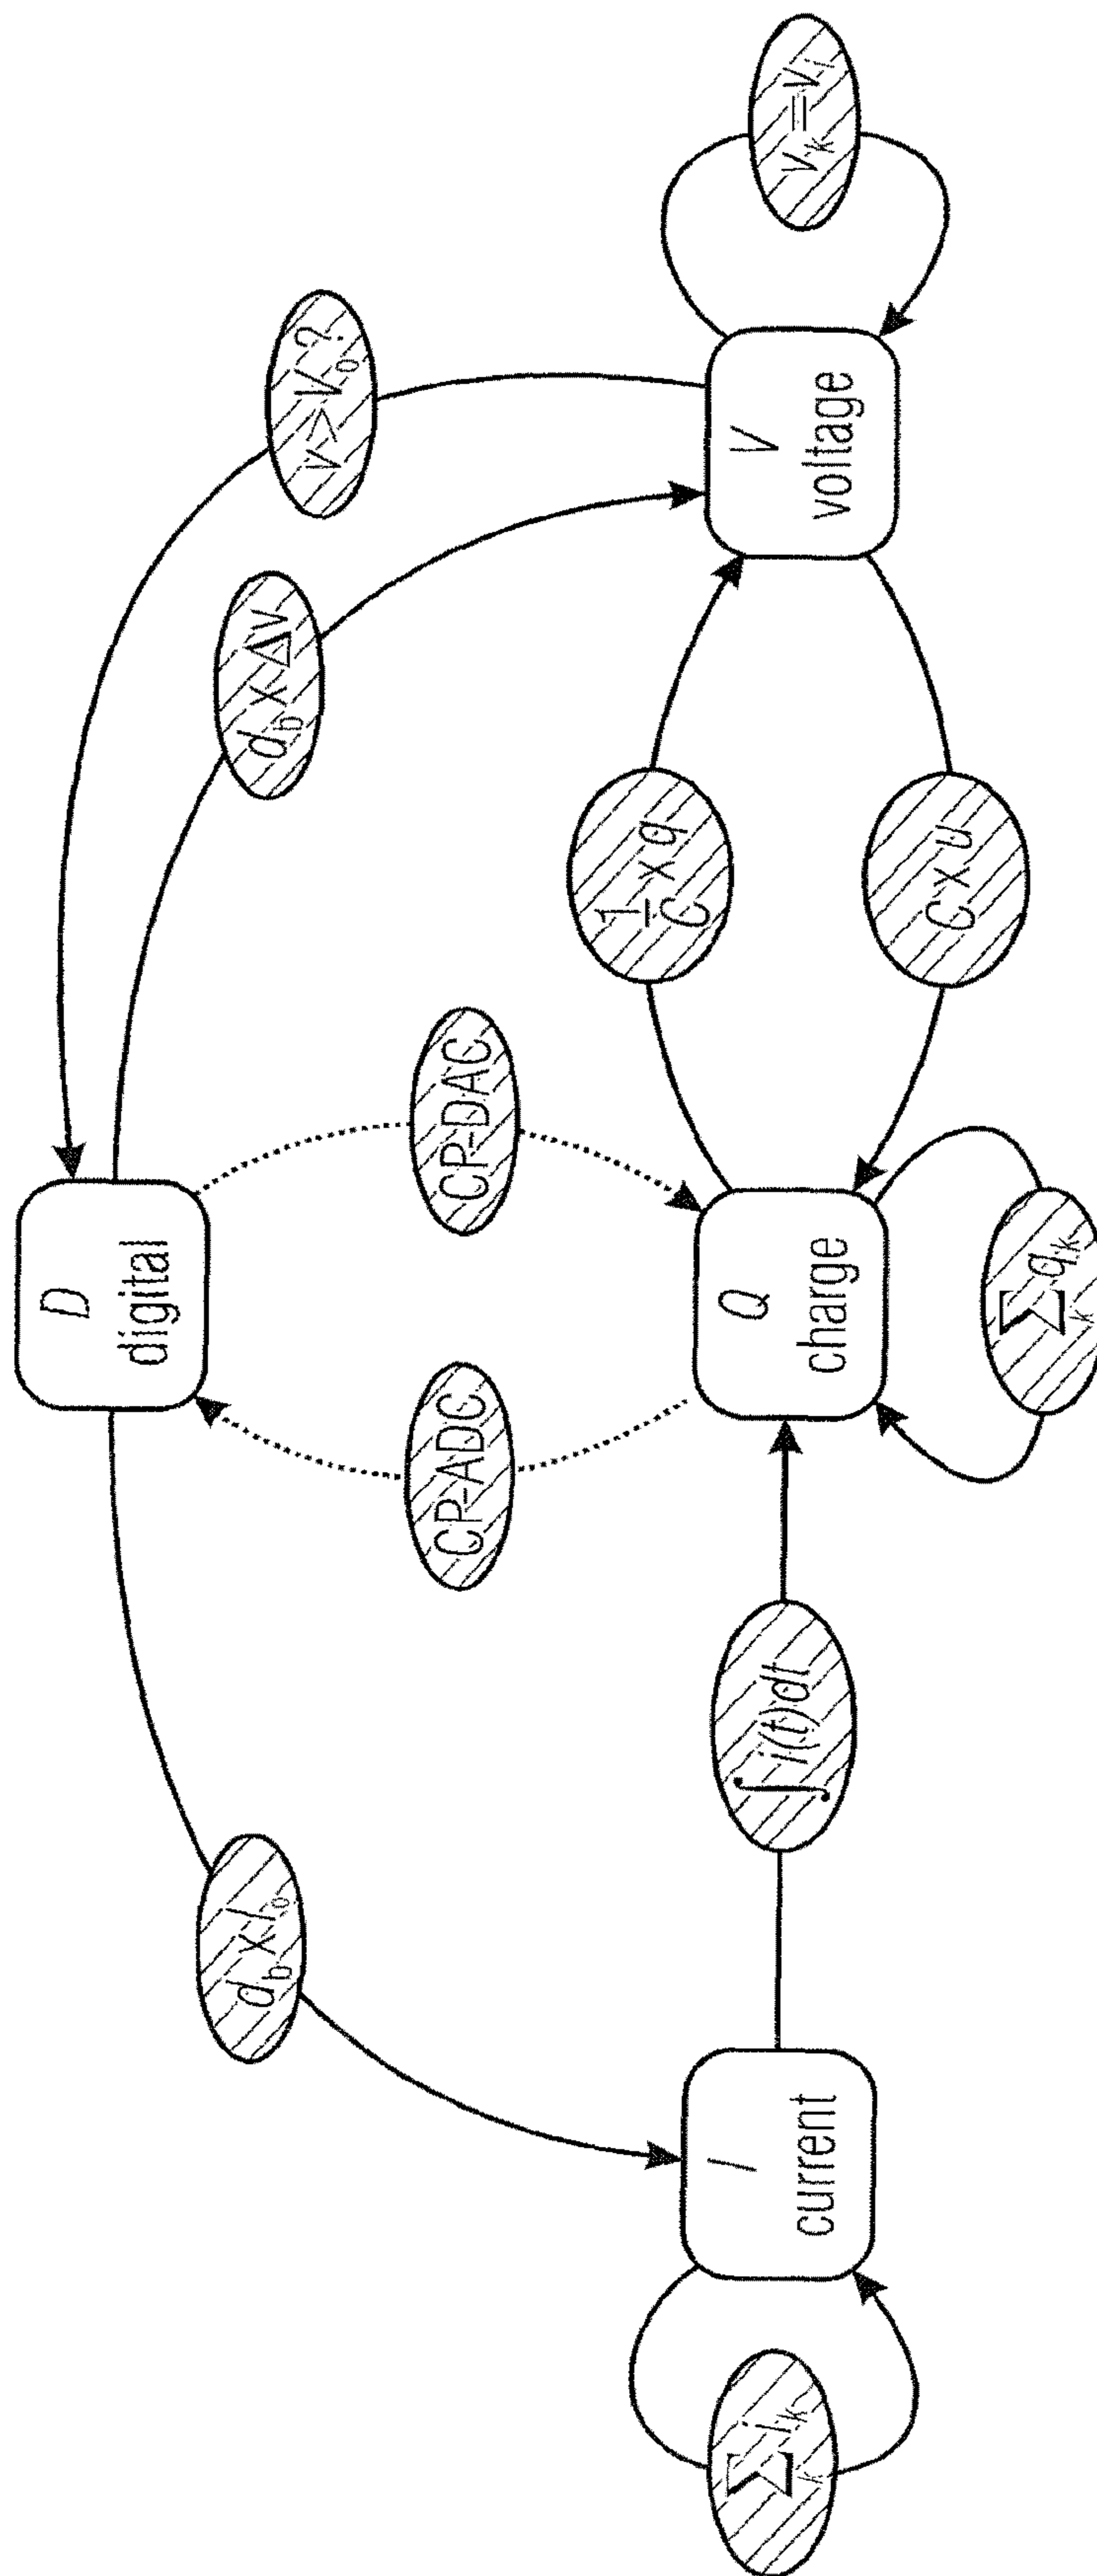 D
digital
d_b x I_o
d_b x ΔV
v > V_o ?
CP-ADC
CP-DAC
Σ_k i_k
I
current
∫ i(t)dt
Q
charge
1/C x q
C x u
V
voltage
v_k = v_i
Σ_k q_k